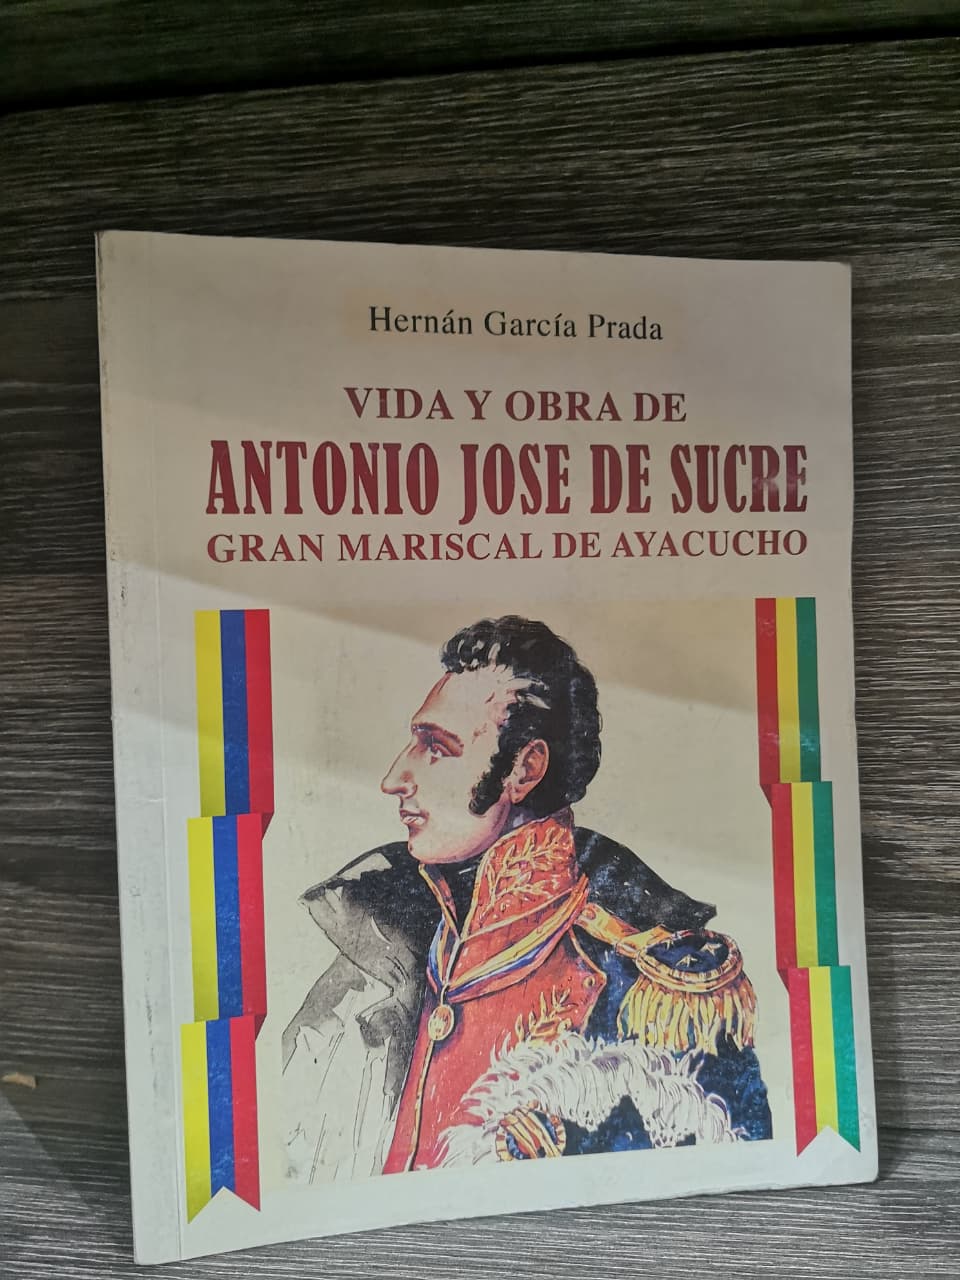 Hernán García Prada
VIDA Y OBRA DE
ANTONIO JOSE DE SUCRE
GRAN MARISCAL DE AYACUCHO